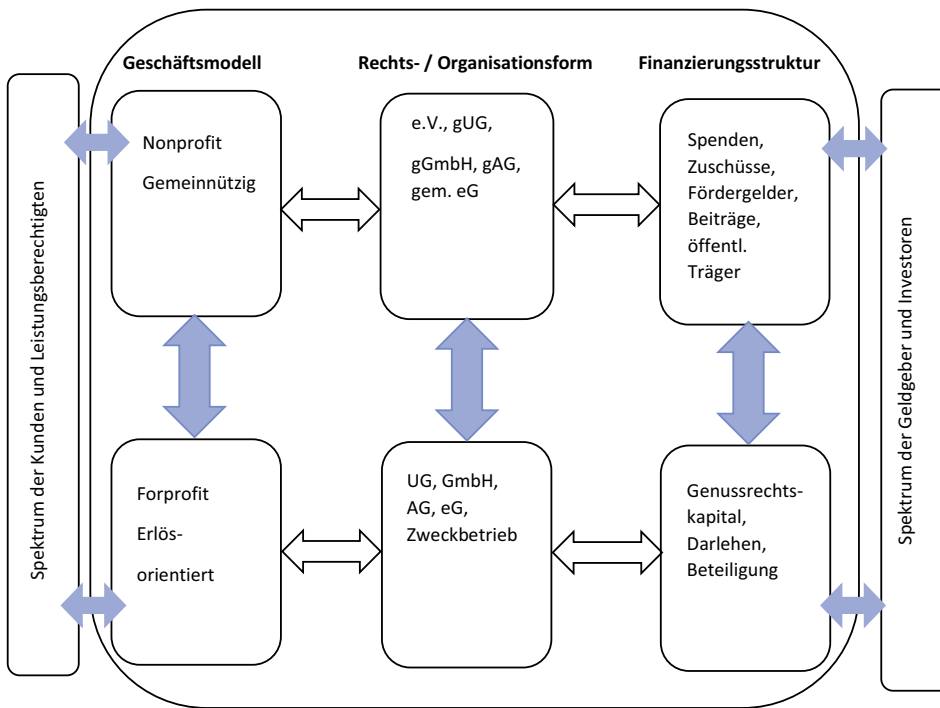 Geschäftsmodell
Rechts- / Organisationsform
Finanzierungsstruktur
Spektrum der Kunden und Leistungsberechtigten
Nonprofit
Gemeinnützig
e.V., gUG,
gGmbH, gAG,
gem. eG
Spenden,
Zuschüsse,
Fördergelder,
Beiträge,
öffentl.
Träger
Forprofit
Erlös-
orientiert
UG, GmbH,
AG, eG,
Zweckbetrieb
Genussrechts-
kapital,
Darlehen,
Beteiligung
Spektrum der Geldgeber und Investoren